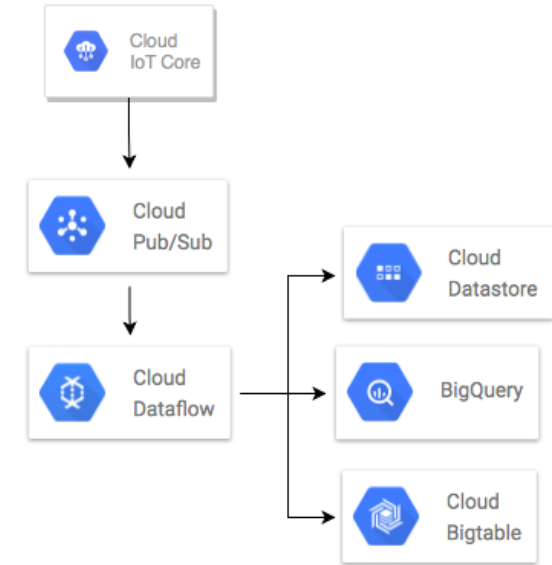 Cloud
IoT Core
Cloud
Pub/Sub
Cloud
Dataflow
Cloud
Datastore
BigQuery
Cloud
Bigtable